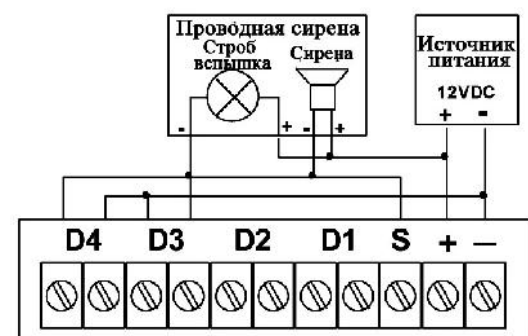 Проводная сирена
Строб
вспышка
Сирена
- + - +
Источник
питания
12VDC
+ -
D4 D3 D2 D1 S + —